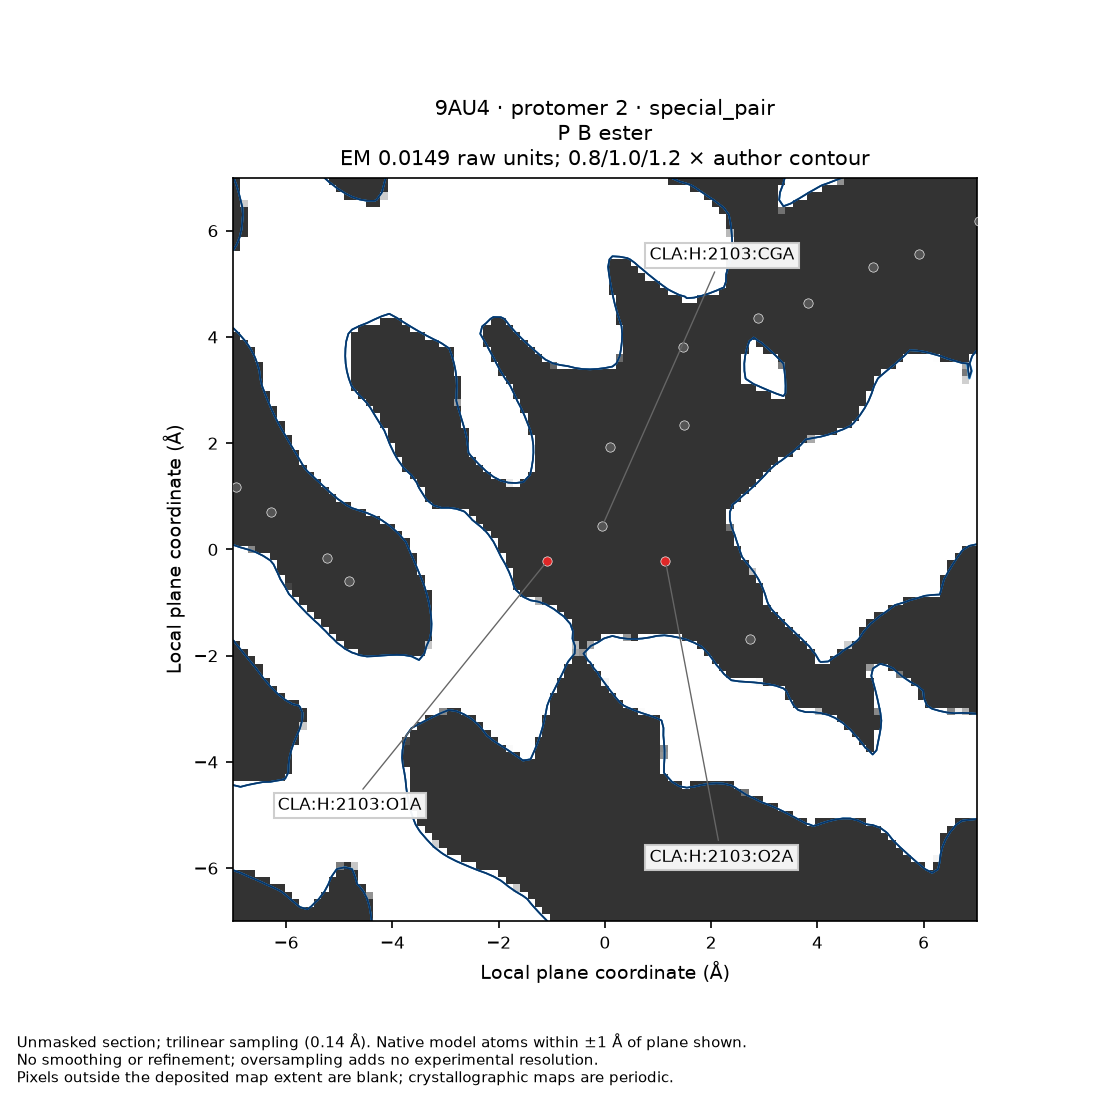 9AU4 · protomer 2 · special_pair
P B ester
EM 0.0149 raw units; 0.8/1.0/1.2 × author contour
CLA:H:2103:CGA
CLA:H:2103:O1A
CLA:H:2103:O2A
Local plane coordinate (Å)
6
4
2
0
−2
−4
−6
−6
−4
−2
0
2
4
6
Local plane coordinate (Å)
Unmasked section; trilinear sampling (0.14 Å). Native model atoms within ±1 Å of plane shown.
No smoothing or refinement; oversampling adds no experimental resolution.
Pixels outside the deposited map extent are blank; crystallographic maps are periodic.